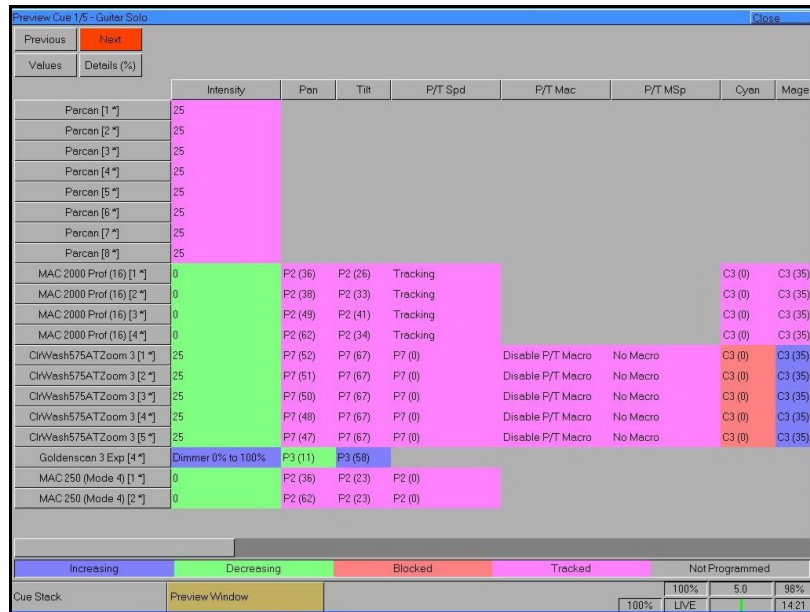 Preview Cue 1/5 - Guitar Solo Close
Previous Next
Values Details (%)
Intensity Pan Tilt P/T Spd P/T Mac P/T MSp Cyan Mage
Parcan [1 *] 25
Parcan [2 *] 25
Parcan [3 *] 25
Parcan [4 *] 25
Parcan [5 *] 25
Parcan [6 *] 25
Parcan [7 *] 25
Parcan [8 *] 25
MAC 2000 Prof (16) [1 *] 0 P2 (36) P2 (26) Tracking C3 (0) C3 (35)
MAC 2000 Prof (16) [2 *] 0 P2 (38) P2 (33) Tracking C3 (0) C3 (35)
MAC 2000 Prof (16) [3 *] 0 P2 (49) P2 (41) Tracking C3 (0) C3 (35)
MAC 2000 Prof (16) [4 *] 0 P2 (62) P2 (34) Tracking C3 (0) C3 (35)
ClrWash575ATZoom 3 [1 *] 25 P7 (52) P7 (67) P7 (0) Disable P/T Macro No Macro C3 (0) C3 (35)
ClrWash575ATZoom 3 [2 *] 25 P7 (51) P7 (67) P7 (0) Disable P/T Macro No Macro C3 (0) C3 (35)
ClrWash575ATZoom 3 [3 *] 25 P7 (50) P7 (67) P7 (0) Disable P/T Macro No Macro C3 (0) C3 (35)
ClrWash575ATZoom 3 [4 *] 25 P7 (48) P7 (67) P7 (0) Disable P/T Macro No Macro C3 (0) C3 (35)
ClrWash575ATZoom 3 [5 *] 25 P7 (47) P7 (67) P7 (0) Disable P/T Macro No Macro C3 (0) C3 (35)
Goldenscan 3 Exp [4 *] Dimmer 0% to 100% P3 (11) P3 (58)
MAC 250 (Mode 4) [1 *] 0 P2 (36) P2 (23) P2 (0)
MAC 250 (Mode 4) [2 *] 0 P2 (62) P2 (23) P2 (0)
Increasing Decreasing Blocked Tracked Not Programmed
Cue Stack Preview Window 100% 5.0 98%
100% LIVE 14:21